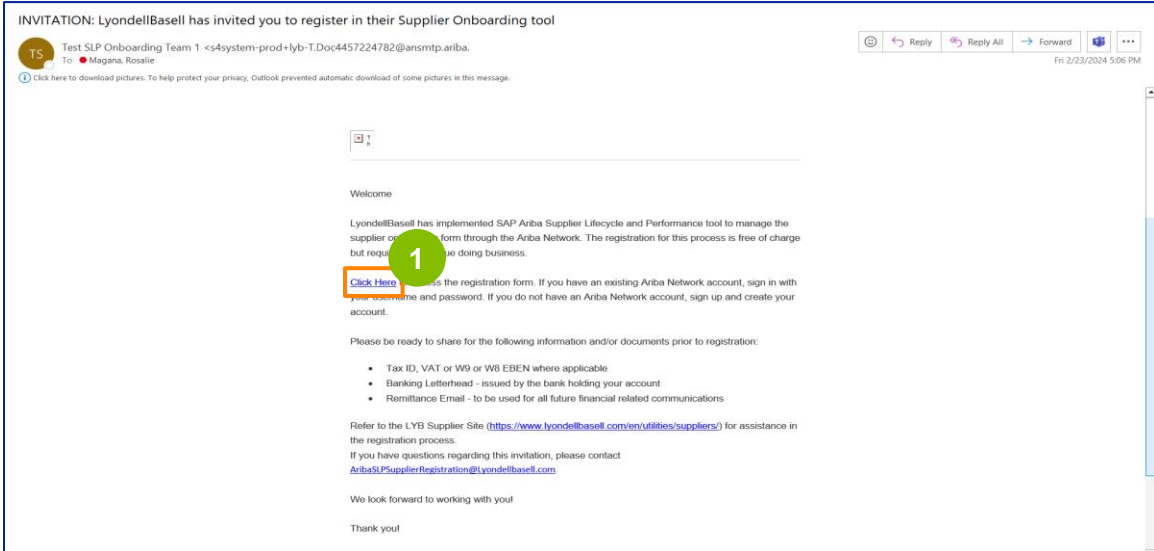 INVITATION: LyondellBasell has invited you to register in their Supplier Onboarding tool
TS
Test SLP Onboarding Team 1 <s4system-prod+lyb-T.Doc4457224782@ansmtp.ariba.
To Magana, Rosalie
Reply
Reply All
Forward
Fri 2/23/2024 5:06 PM
Click here to download pictures. To help protect your privacy, Outlook prevented automatic download of some pictures in this message.
Welcome
LyondellBasell has implemented SAP Ariba Supplier Lifecycle and Performance tool to manage the
supplier form through the Ariba Network. The registration for this process is free of charge
but doing business.
1
Click Here the registration form. If you have an existing Ariba Network account, sign in with
your username and password. If you do not have an Ariba Network account, sign up and create your
account.
Please be ready to share for the following information and/or documents prior to registration:
• Tax ID, VAT or W9 or W8 EBEN where applicable
• Banking Letterhead - issued by the bank holding your account
• Remittance Email - to be used for all future financial related communications
Refer to the LYB Supplier Site (https://www.lyondellbasell.com/en/utilities/suppliers/) for assistance in
the registration process.
If you have questions regarding this invitation, please contact
AribaSLPSupplierRegistration@Lyondellbasell.com.
We look forward to working with you!
Thank you!